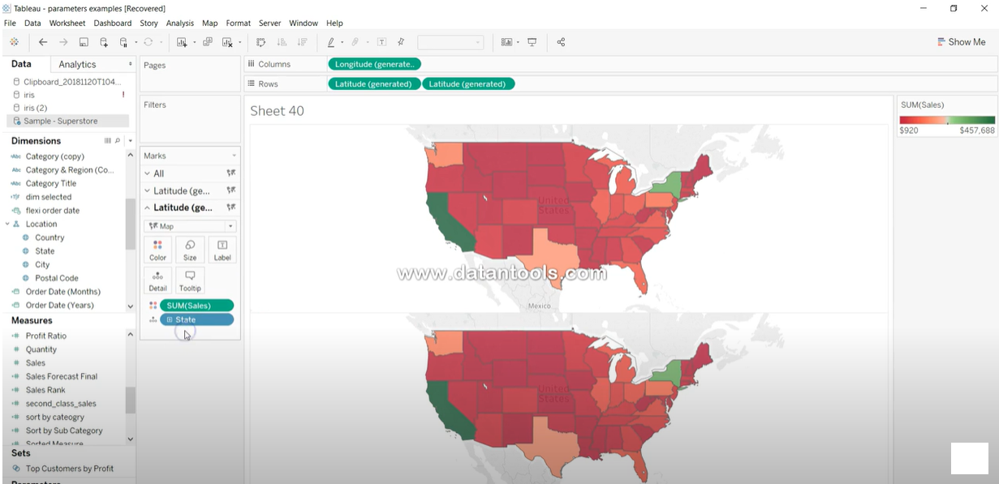 Tableau - parameters examples [Recovered]
File Data Worksheet Dashboard Story Analysis Map Format Server Window Help
Show Me
Data Analytics
Clipboard_20181120T104...
iris !
iris (2)
Sample - Superstore
Dimensions
Abc Category (copy)
Abc Category & Region (Co...
Abc Category Title
dim selected
flexi order date
Location
Country
State
City
Postal Code
Order Date (Months)
Order Date (Years)
Measures
Profit Ratio
Quantity
Sales
Sales Forecast Final
Sales Rank
second_class_sales
sort by cateogry
Sort by Sub Category
Sorted Measure
Sets
Top Customers by Profit
Parameters
Pages
Filters
Marks
All
Latitude (ge...
Latitude (ge...
Map
Color Size Label
Detail Tooltip
SUM(Sales)
State
Columns Longitude (generate..
Rows Latitude (generated) Latitude (generated)
Sheet 40
United
States
www.datantools.com
Mexico
United
States
SUM(Sales)
$920 $457,688